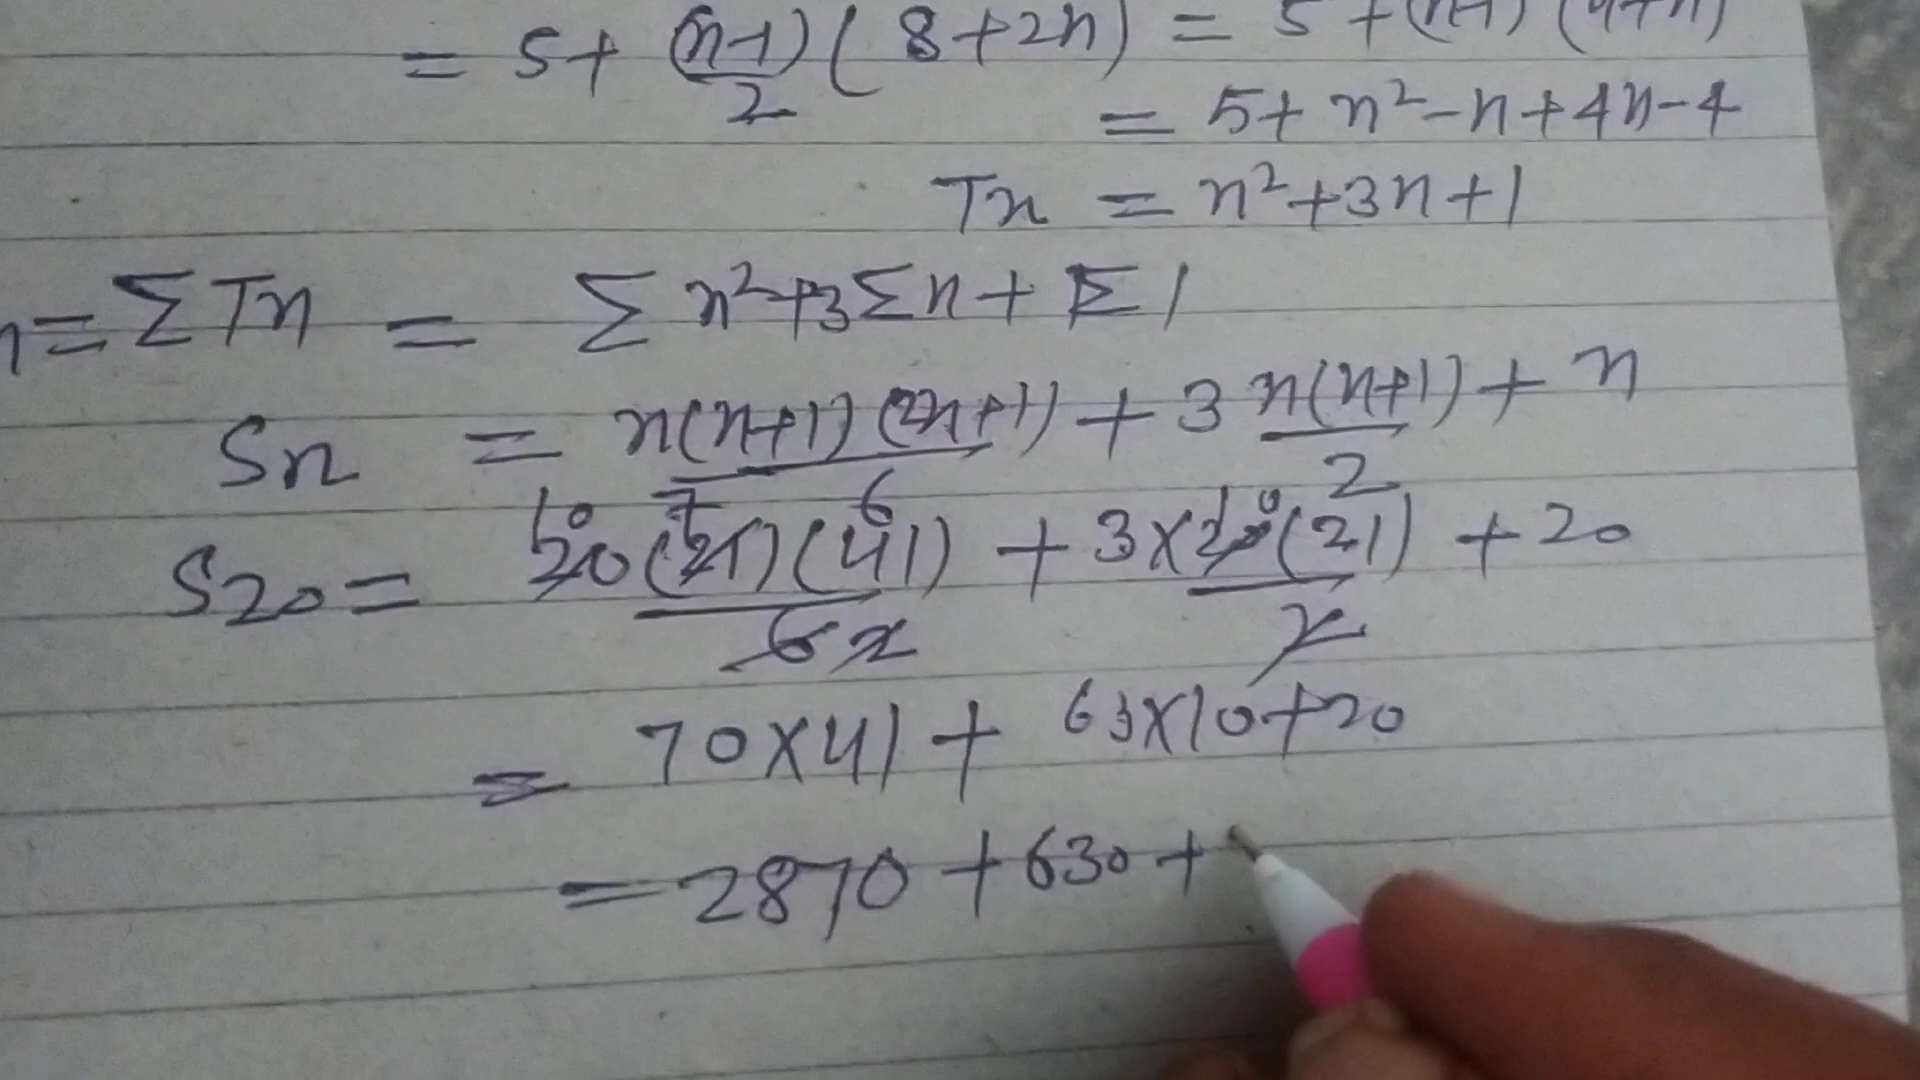 = 5 + (n-1)/2 ( 8 + 2n ) = 5 + (n-1) (4+n)
= 5 + n² - n + 4n - 4
Tn = n² + 3n + 1
n = Σ Tn = Σ n² + 3 Σ n + Σ 1
Sn = n(n+1)(2n+1)/6 + 3 n(n+1)/2 + n
S20 = 20(21)(41)/6 + 3×20(21)/2 + 20
= 70×41 + 63×10+20
= 2870 + 630 +